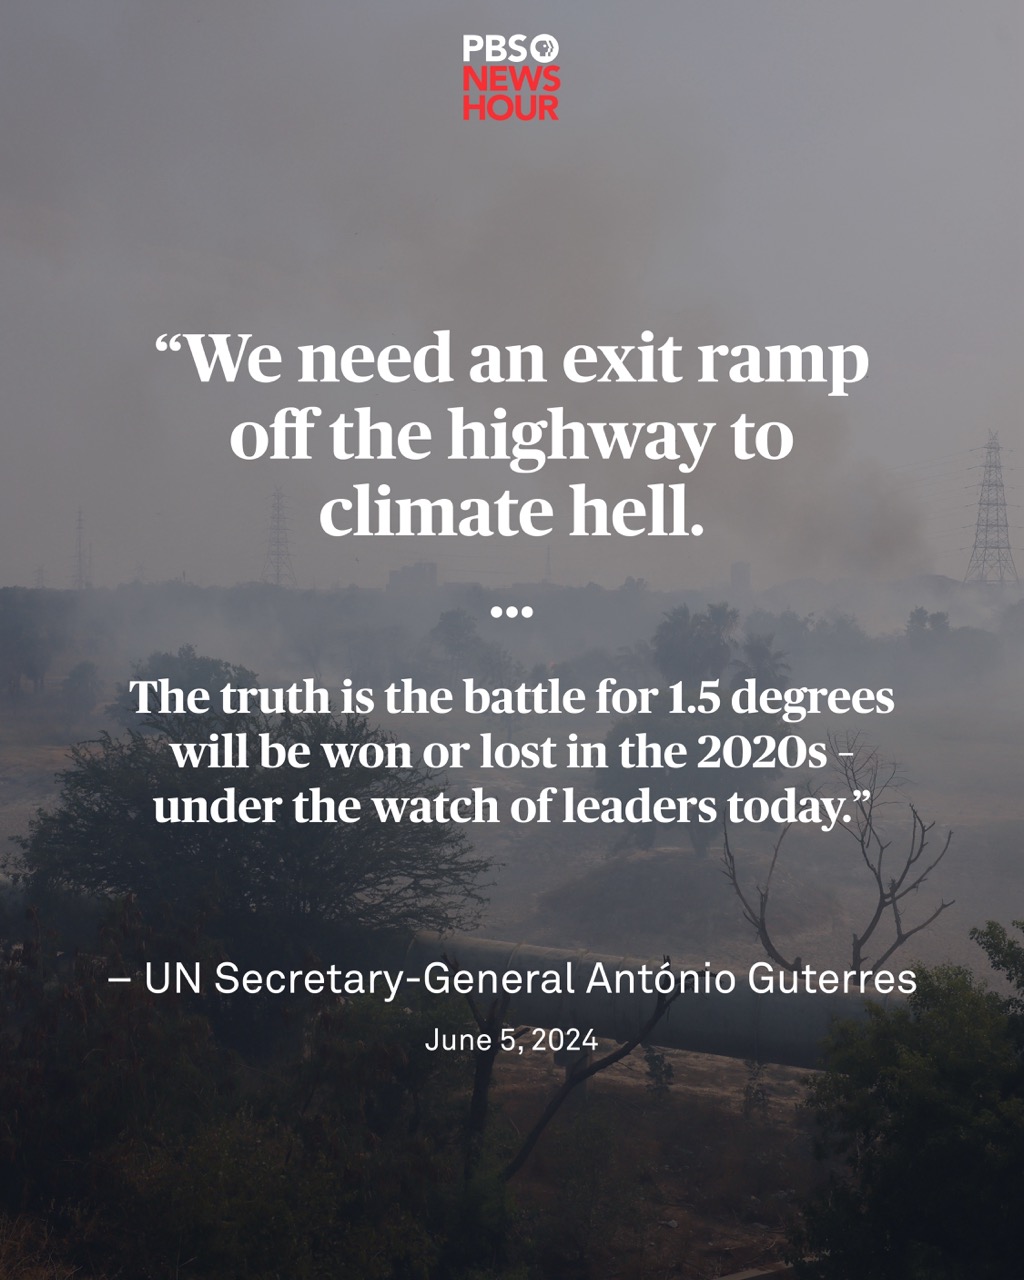 PBS
NEWS
HOUR
“We need an exit ramp
off the highway to
climate hell.
...
The truth is the battle for 1.5 degrees
will be won or lost in the 2020s –
under the watch of leaders today.”
– UN Secretary-General António Guterres
June 5, 2024